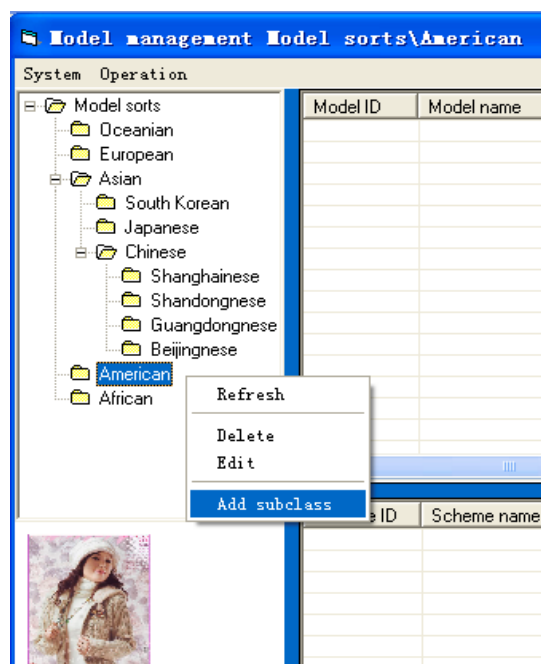 Model management Model sorts\American
System Operation
Model sorts
Oceanian
European
Asian
South Korean
Japanese
Chinese
Shanghainese
Shandongnese
Guangdongnese
Beijingnese
American
African
Model ID Model name
Refresh
Delete
Edit
Add subclass
ID Scheme name